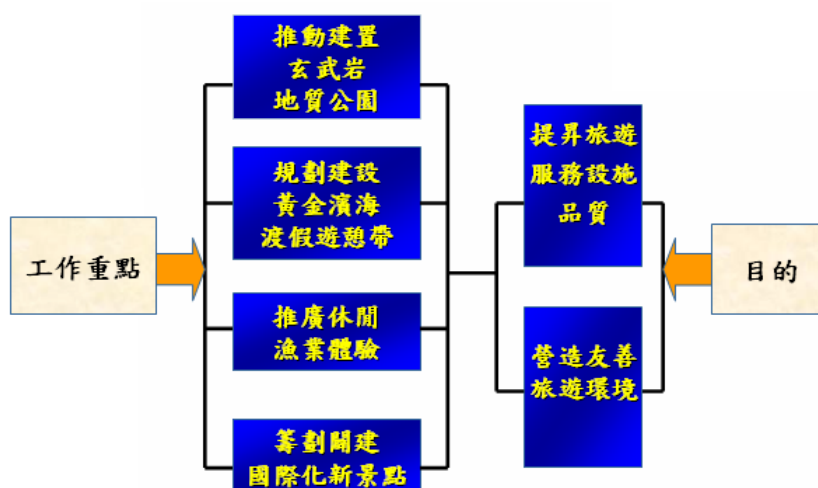 工作重點
推動建置
玄武岩
地質公園
規劃建設
黃金濱海
渡假遊憩帶
推廣休閒
漁業體驗
籌劃闢建
國際化新景點
提昇旅遊
服務設施
品質
營造友善
旅遊環境
目的